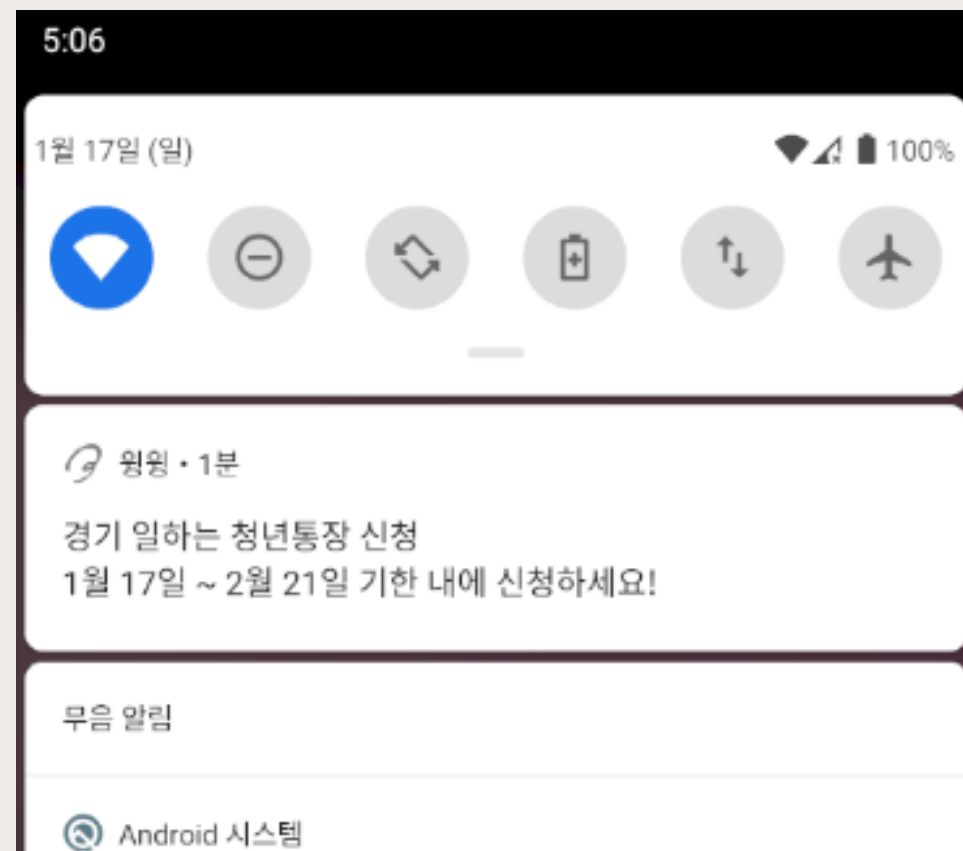 5:06
1월 17일 (일)
100%
윙윙 • 1분
경기 일하는 청년통장 신청
1월 17일 ~ 2월 21일 기한 내에 신청하세요!
무음 알림
Android 시스템